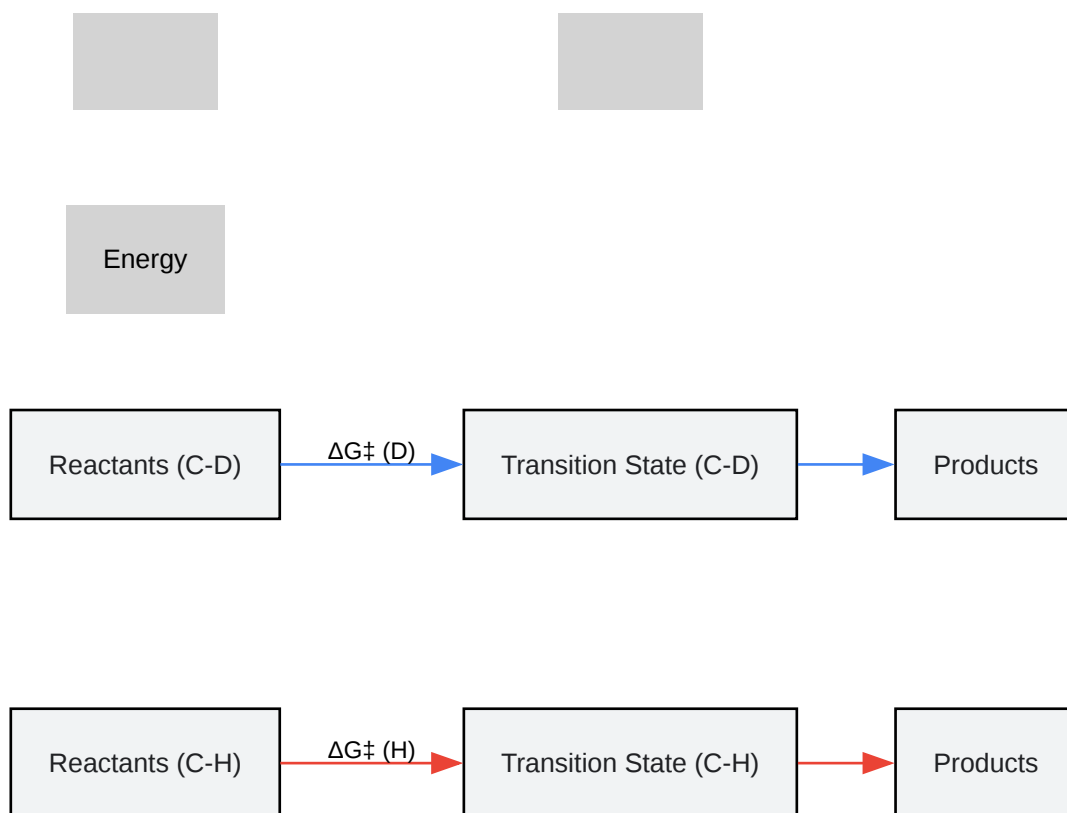 Energy
Reactants (C-D)
ΔG‡ (D)
Transition State (C-D)
Products
Reactants (C-H)
ΔG‡ (H)
Transition State (C-H)
Products